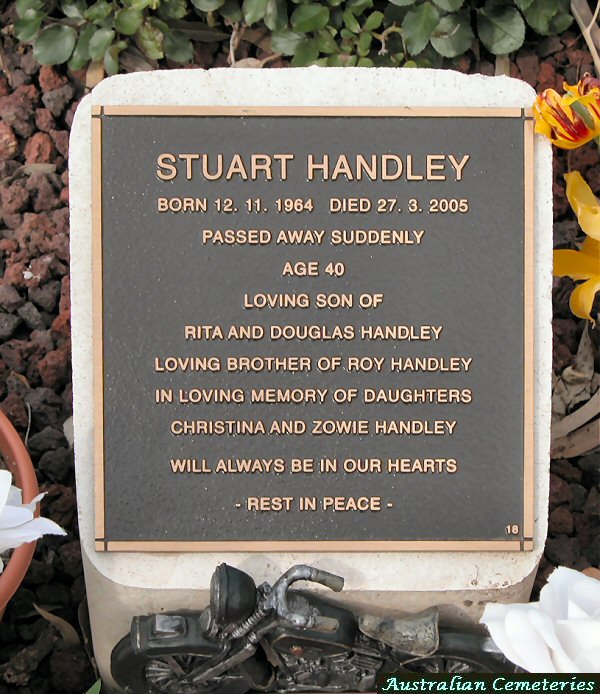 STUART HANDLEY
BORN 12. 11. 1964 DIED 27. 3. 2005
PASSED AWAY SUDDENLY
AGE 40
LOVING SON OF
RITA AND DOUGLAS HANDLEY
LOVING BROTHER OF ROY HANDLEY
IN LOVING MEMORY OF DAUGHTERS
CHRISTINA AND ZOWIE HANDLEY
WILL ALWAYS BE IN OUR HEARTS
- REST IN PEACE -
18
Australian Cemeteries